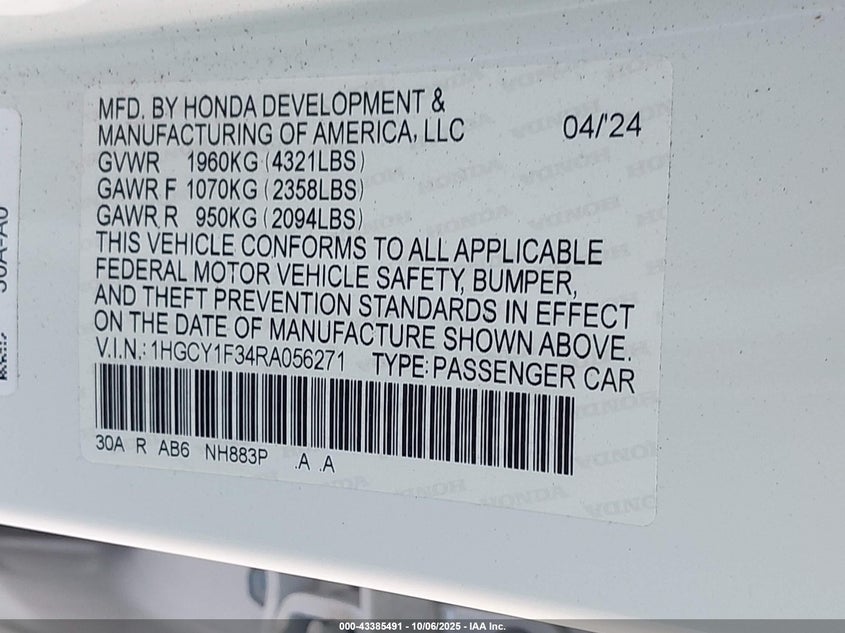 MFD. BY HONDA DEVELOPMENT &
MANUFACTURING OF AMERICA, LLC 04/'24
GVWR 1960KG (4321LBS)
GAWR F 1070KG (2358LBS)
GAWR R 950KG (2094LBS)
THIS VEHICLE CONFORMS TO ALL APPLICABLE
FEDERAL MOTOR VEHICLE SAFETY, BUMPER,
AND THEFT PREVENTION STANDARDS IN EFFECT
ON THE DATE OF MANUFACTURE SHOWN ABOVE.
V.I.N.: 1HGCY1F34RA056271 TYPE: PASSENGER CAR
30A R AB6 NH883P .A .A
000-43385491 - 10/06/2025 - IAA Inc.